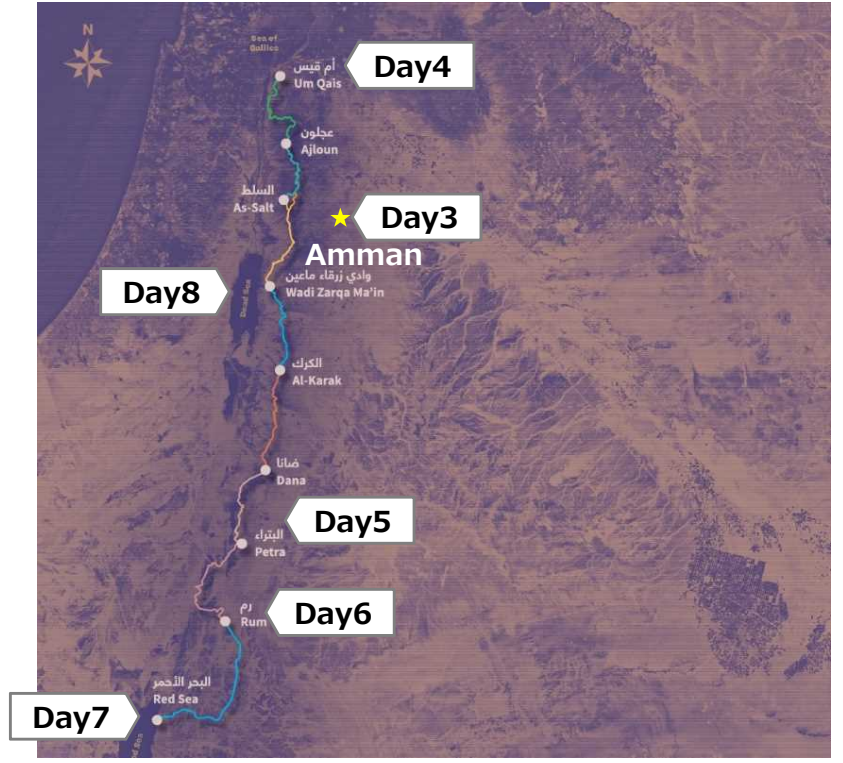 N
Sea of
Galilee
أم قيس
Um Qais
Day4
عجلون
Ajloun
السلط
As-Salt
Day3
Amman
وادي زرقاء ماعين
Wadi Zarqa Ma'in
Day8
Dead Sea
الكرك
Al-Karak
ضانا
Dana
Day5
البتراء
Petra
رم
Rum
Day6
البحر الأحمر
Red Sea
Day7
Sea